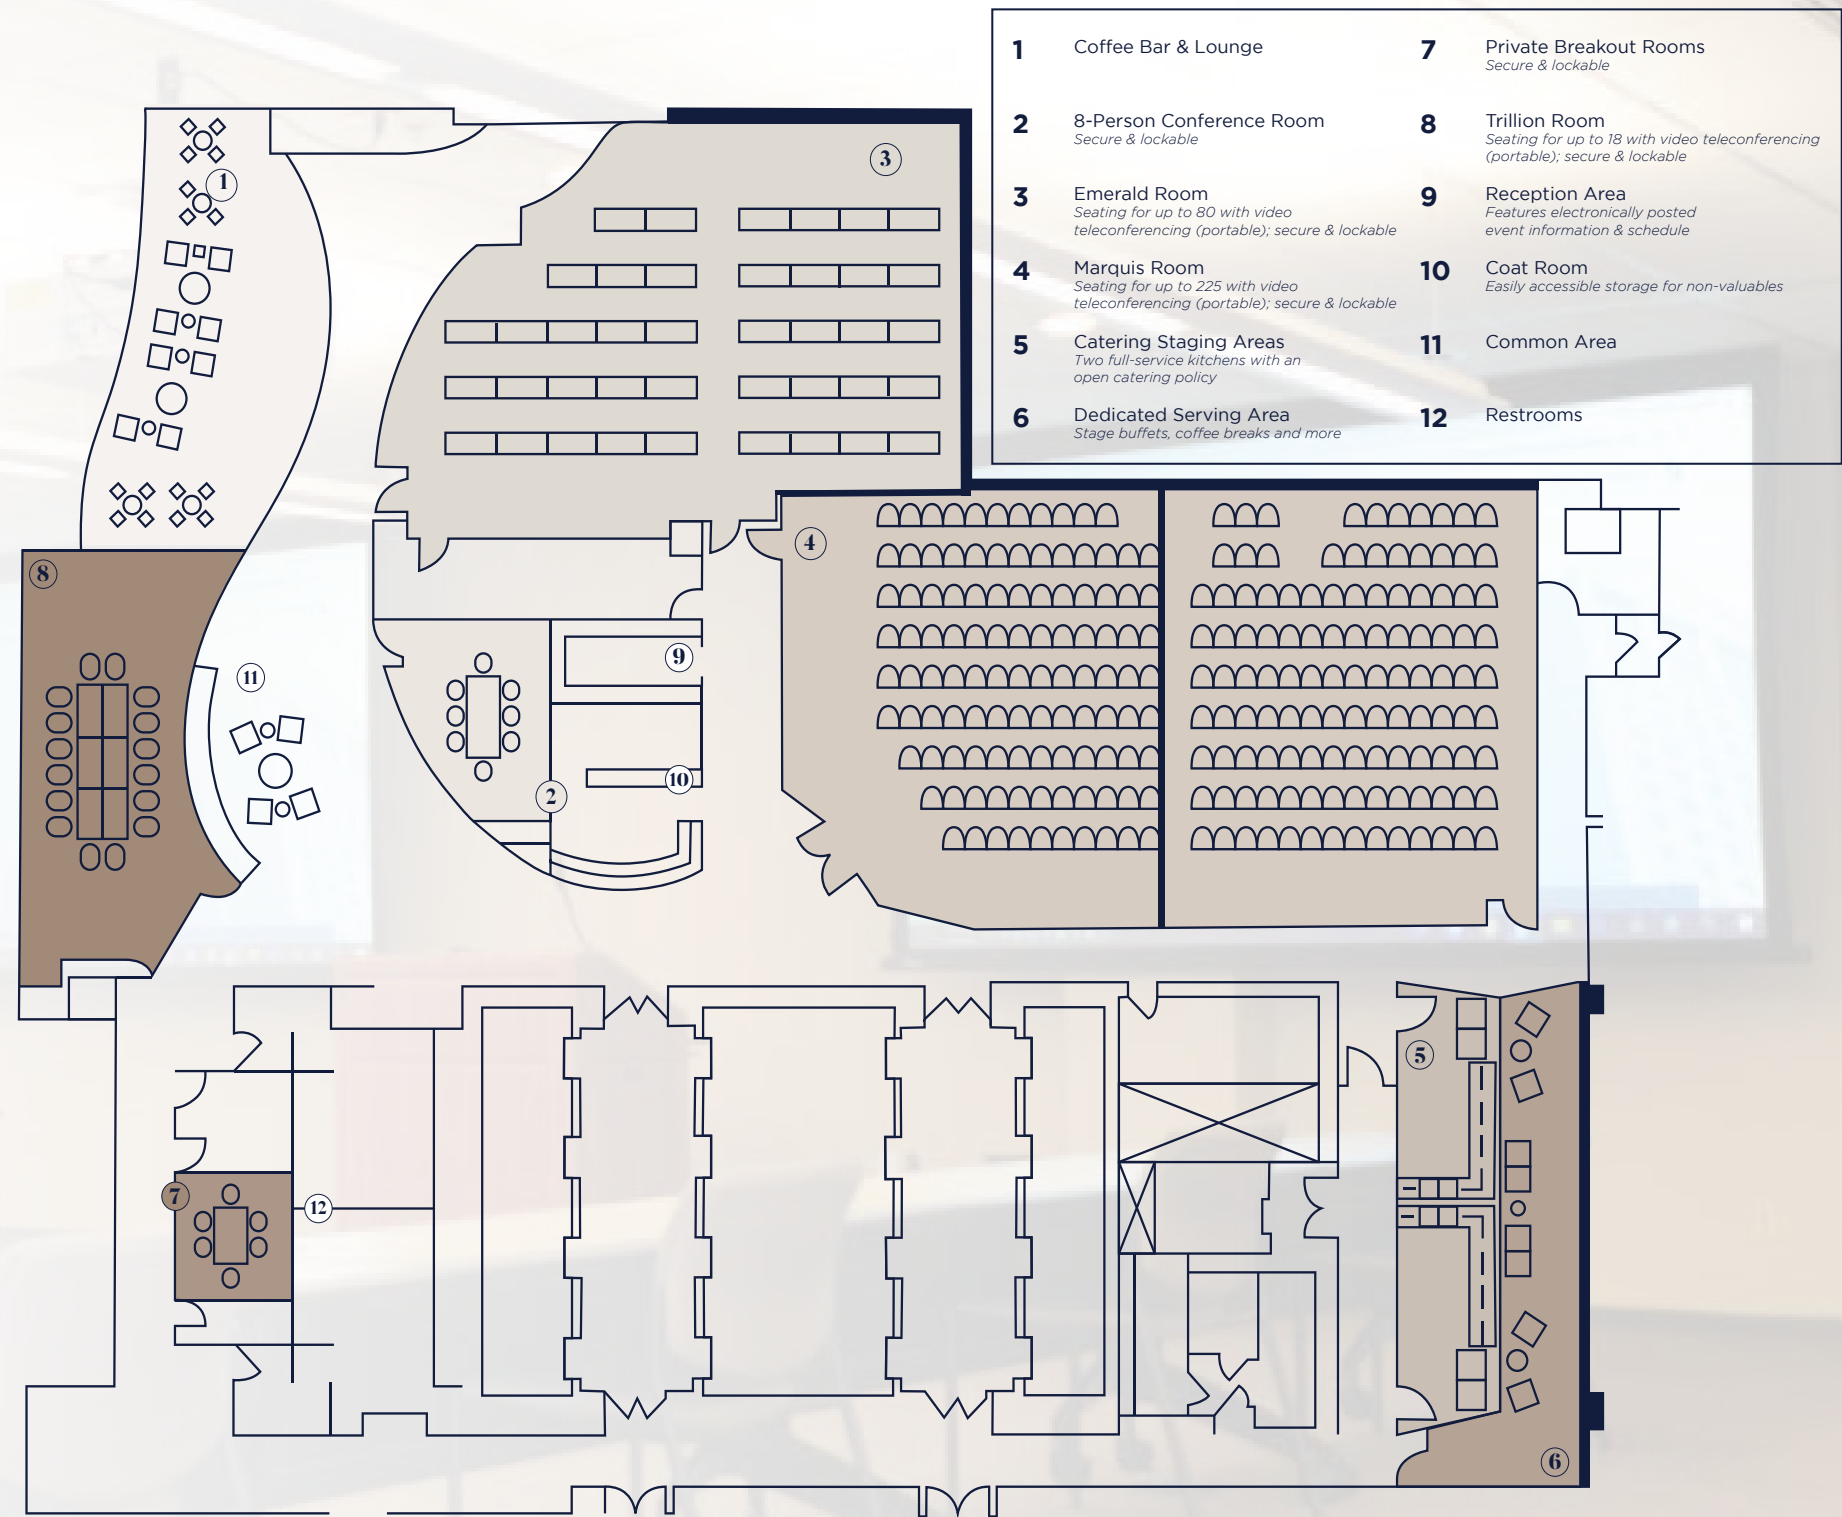 1 Coffee Bar & Lounge
2 8-Person Conference Room
Secure & lockable
3 Emerald Room
Seating for up to 80 with video
teleconferencing (portable); secure & lockable
4 Marquis Room
Seating for up to 225 with video
teleconferencing (portable); secure & lockable
5 Catering Staging Areas
Two full-service kitchens with an
open catering policy
6 Dedicated Serving Area
Stage buffets, coffee breaks and more
7 Private Breakout Rooms
Secure & lockable
8 Trillion Room
Seating for up to 18 with video teleconferencing
(portable); secure & lockable
9 Reception Area
Features electronically posted
event information & schedule
10 Coat Room
Easily accessible storage for non-valuables
11 Common Area
12 Restrooms
3
1
4
8
9
11
10
2
5
7
12
6